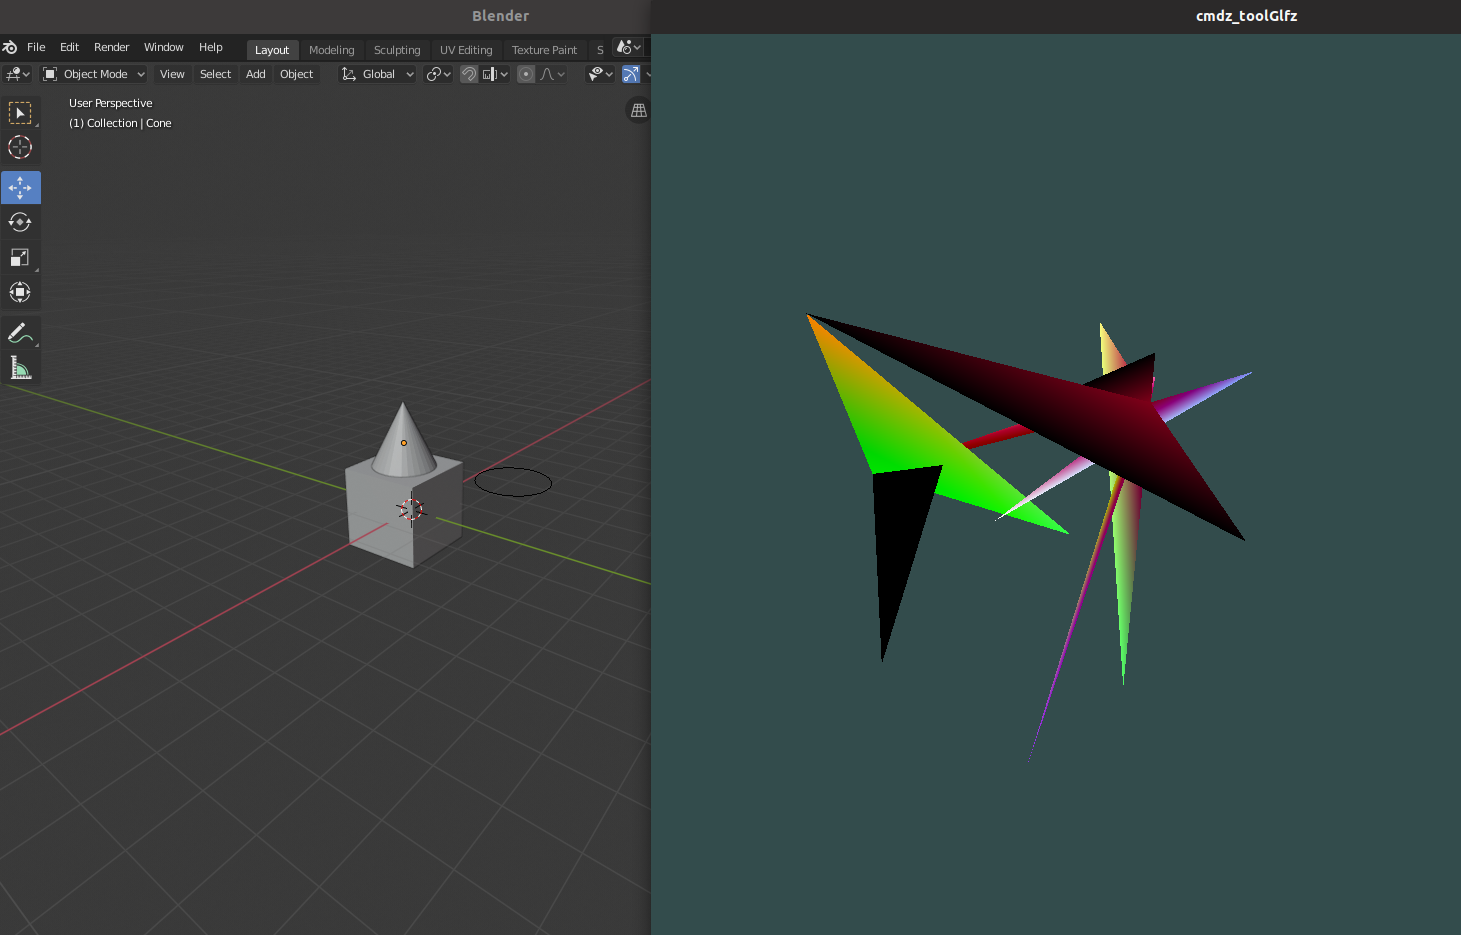 Blender
cmdz_toolGlfz
File Edit Render Window Help Layout Modeling Sculpting UV Editing Texture Paint S
Object Mode View Select Add Object Global
User Perspective
(1) Collection | Cone